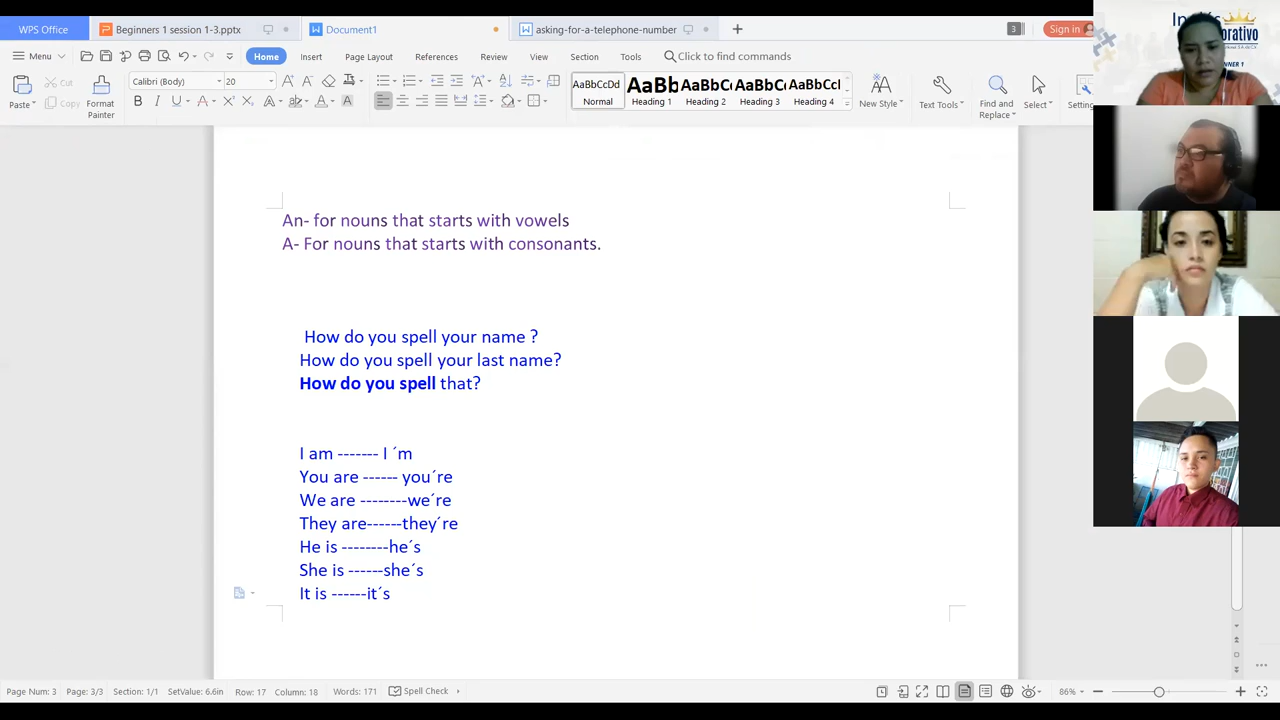 WPS Office
Beginners 1 session 1-3.pptx
Document1
asking-for-a-telephone-number
3
Sign in
Menu
Home
Insert
Page Layout
References
Review
View
Section
Tools
Click to find commands
Paste
Cut
Copy
Format Painter
Calibri (Body)
20
AaBbCcDd
Normal
Heading 1
Heading 2
Heading 3
Heading 4
New Style
Text Tools
Find and Replace
Select
An- for nouns that starts with vowels
A- For nouns that starts with consonants.
How do you spell your name ?
How do you spell your last name?
How do you spell that?
I am ------- I ´m
You are ------ you´re
We are --------we´re
They are------they´re
He is --------he´s
She is ------she´s
It is ------it´s
Page Num: 3
Page: 3/3
Section: 1/1
SetValue: 6.6in
Row: 17
Column: 18
Words: 171
Spell Check
86%